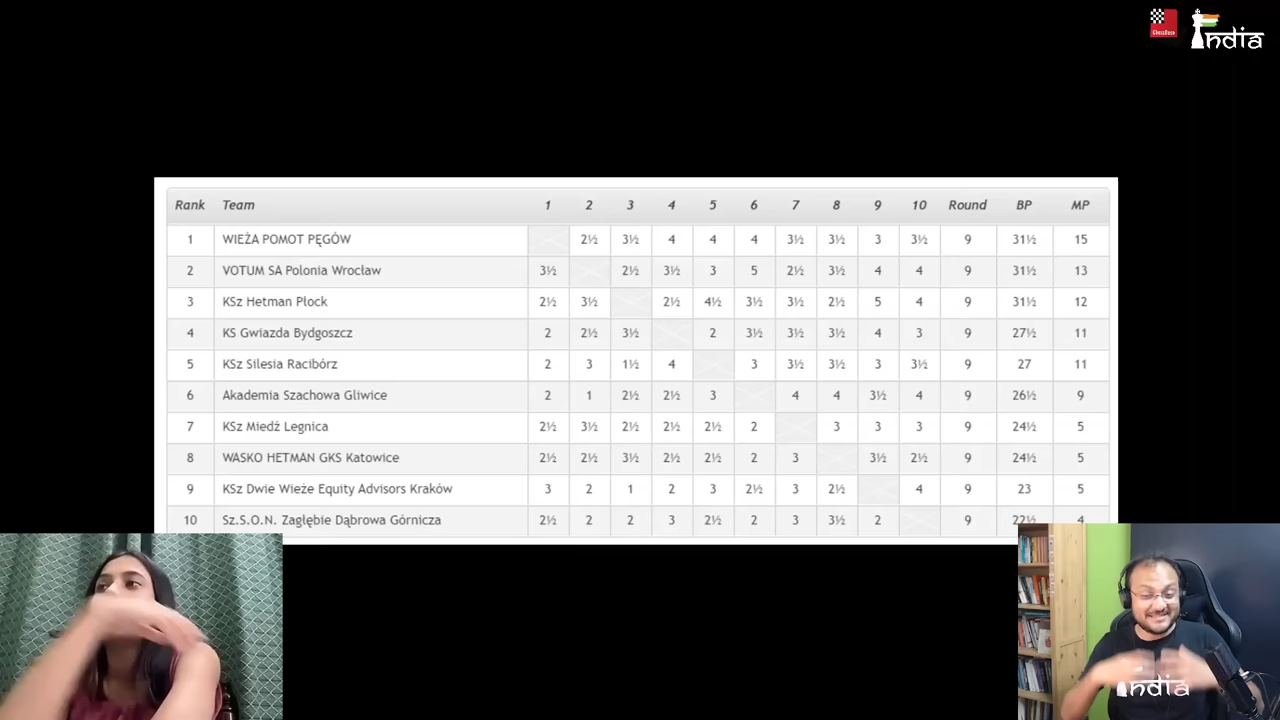 ChessBase
India
Rank Team 1 2 3 4 5 6 7 8 9 10 Round BP MP
1 WIEŻA POMOT PĘGÓW 2½ 3½ 4 4 4 3½ 3½ 3 3½ 9 31½ 15
2 VOTUM SA Polonia Wrocław 3½ 2½ 3½ 3 5 2½ 3½ 4 4 9 31½ 13
3 KSz Hetman Płock 2½ 3½ 2½ 4½ 3½ 3½ 2½ 5 4 9 31½ 12
4 KS Gwiazda Bydgoszcz 2 2½ 3½ 2 3½ 3½ 3½ 4 3 9 27½ 11
5 KSz Silesia Racibórz 2 3 1½ 4 3 3½ 3½ 3 3½ 9 27 11
6 Akademia Szachowa Gliwice 2 1 2½ 2½ 3 4 4 3½ 4 9 26½ 9
7 KSz Miedź Legnica 2½ 3½ 2½ 2½ 2½ 2 3 3 3 9 24½ 5
8 WASKO HETMAN GKS Katowice 2½ 2½ 3½ 2½ 2½ 2 3 3½ 2½ 9 24½ 5
9 KSz Dwie Wieże Equity Advisors Kraków 3 2 1 2 3 2½ 3 2½ 4 9 23 5
10 Sz.S.O.N. Zagłębie Dąbrowa Górnicza 2½ 2 2 3 2½ 2 3 3½ 2 9 22½ 4
India